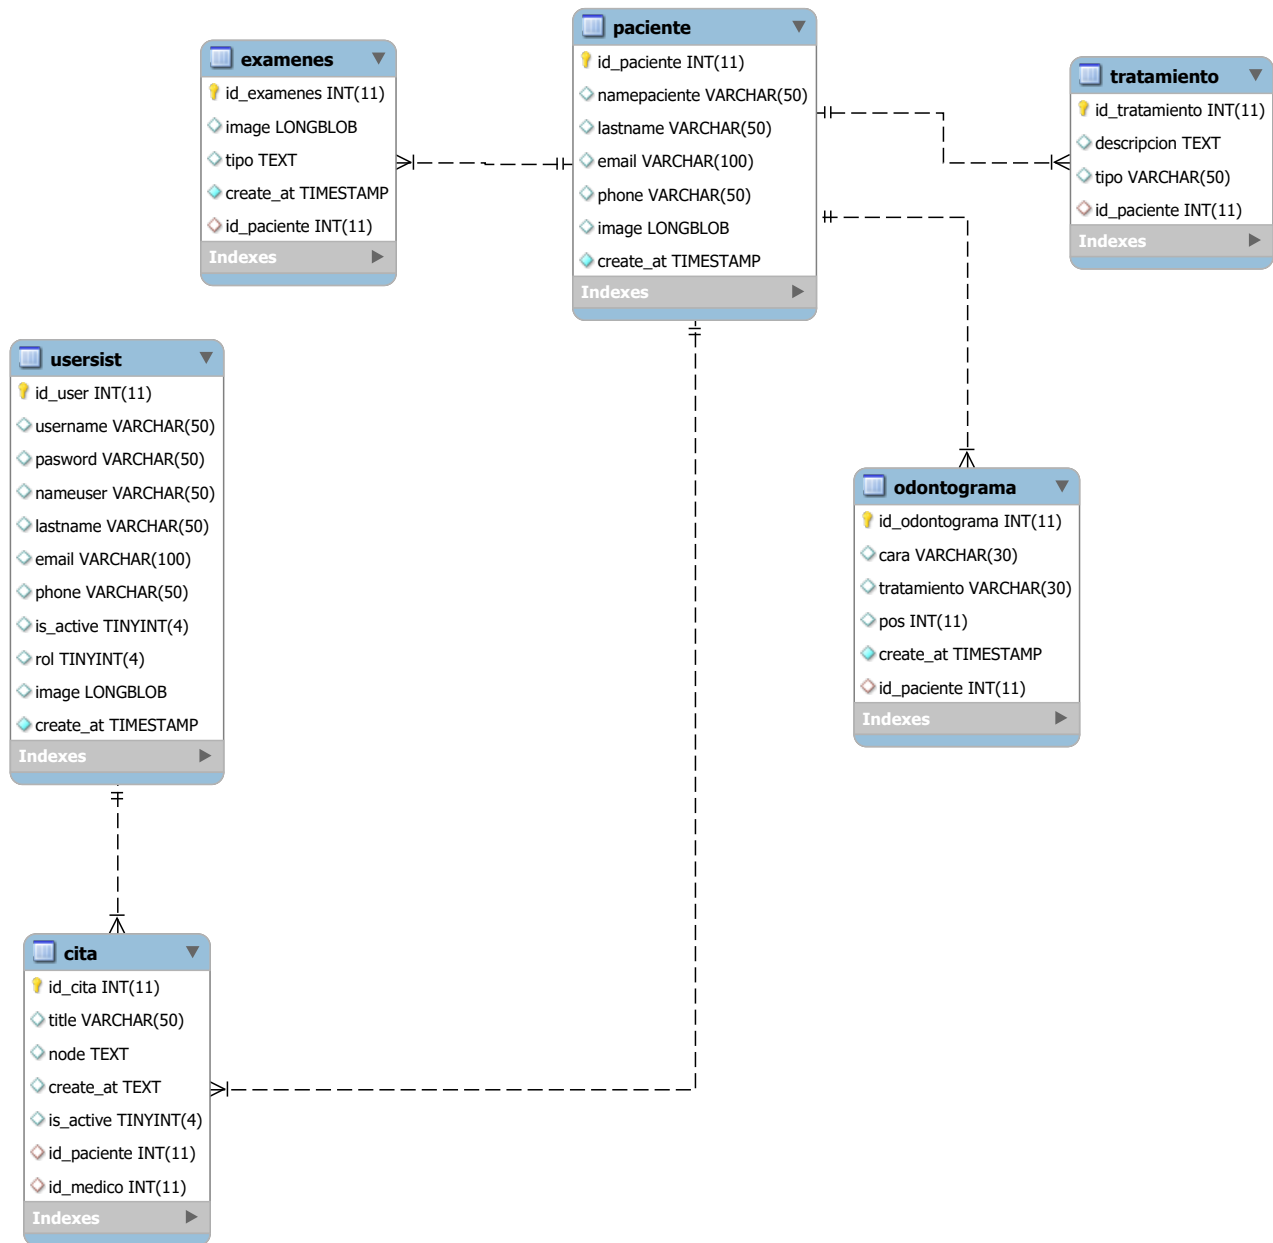 examenes
id_examenes INT(11)
image LONGBLOB
tipo TEXT
create_at TIMESTAMP
id_paciente INT(11)
Indexes
paciente
id_paciente INT(11)
namepaciente VARCHAR(50)
lastname VARCHAR(50)
email VARCHAR(100)
phone VARCHAR(50)
image LONGBLOB
create_at TIMESTAMP
Indexes
tratamiento
id_tratamiento INT(11)
descripcion TEXT
tipo VARCHAR(50)
id_paciente INT(11)
Indexes
usersist
id_user INT(11)
username VARCHAR(50)
pasword VARCHAR(50)
nameuser VARCHAR(50)
lastname VARCHAR(50)
email VARCHAR(100)
phone VARCHAR(50)
is_active TINYINT(4)
rol TINYINT(4)
image LONGBLOB
create_at TIMESTAMP
Indexes
odontograma
id_odontograma INT(11)
cara VARCHAR(30)
tratamiento VARCHAR(30)
pos INT(11)
create_at TIMESTAMP
id_paciente INT(11)
Indexes
cita
id_cita INT(11)
title VARCHAR(50)
node TEXT
create_at TEXT
is_active TINYINT(4)
id_paciente INT(11)
id_medico INT(11)
Indexes